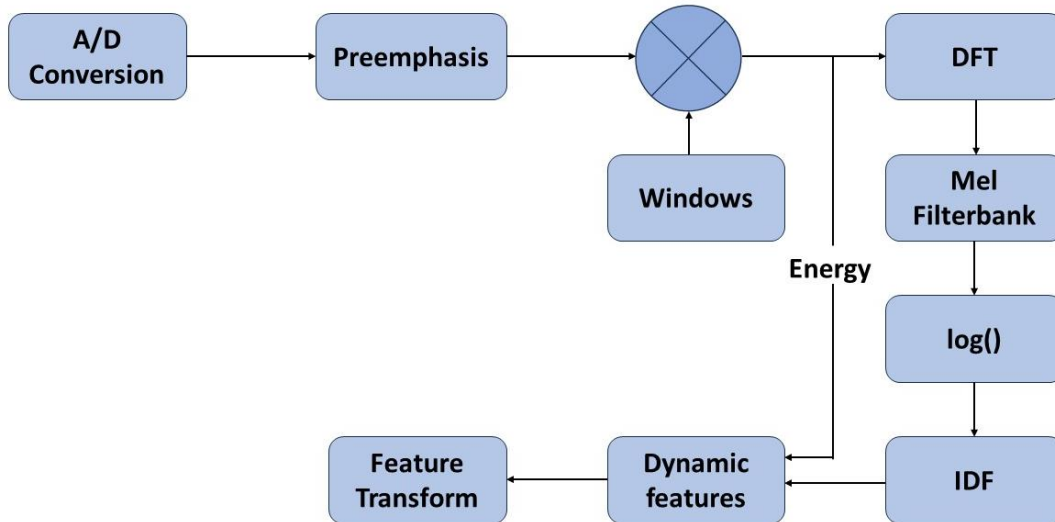 A/D
Conversion
Preemphasis
DFT
Windows
Mel
Filterbank
Energy
log()
Feature
Transform
Dynamic
features
IDF